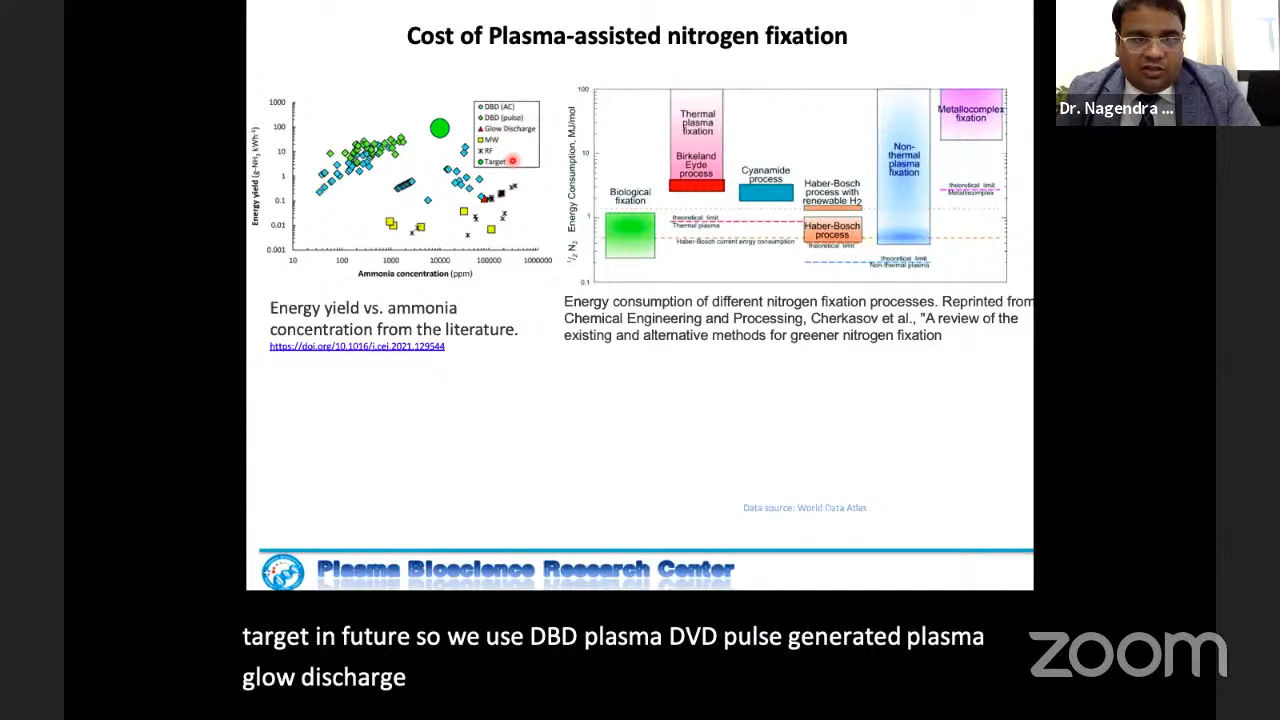 Cost of Plasma-assisted nitrogen fixation
Dr. Nagendra ...
Energy yield (g-NH₃ kWh⁻¹)
1000
100
10
1
0.1
0.01
0.001
10
100
1000
10000
100000
1000000
Ammonia concentration (ppm)
DBD (AC)
DBD (pulse)
Glow Discharge
MW
RF
Target
Energy yield vs. ammonia
concentration from the literature.
https://doi.org/10.1016/j.cej.2021.129544
½ N₂ Energy Consumption, MJ/mol
100
10
1
0.1
Biological
fixation
Thermal
plasma
fixation
Birkeland
Eyde
process
Cyanamide
process
Haber-Bosch
process with
renewable H₂
Haber-Bosch
process
theoretical limit
Non-
thermal
plasma
fixation
Metallocomplex
fixation
theoretical limit
Metallocomplex
theoretical limit
Thermal plasma
Haber-Bosch current enrgy consumption
theoretical limit
Non-thermal plasma
Energy consumption of different nitrogen fixation processes. Reprinted from
Chemical Engineering and Processing, Cherkasov et al., "A review of the
existing and alternative methods for greener nitrogen fixation
Data source: World Data Atlas
Plasma Bioscience Research Center
target in future so we use DBD plasma DVD pulse generated plasma
glow discharge
zoom